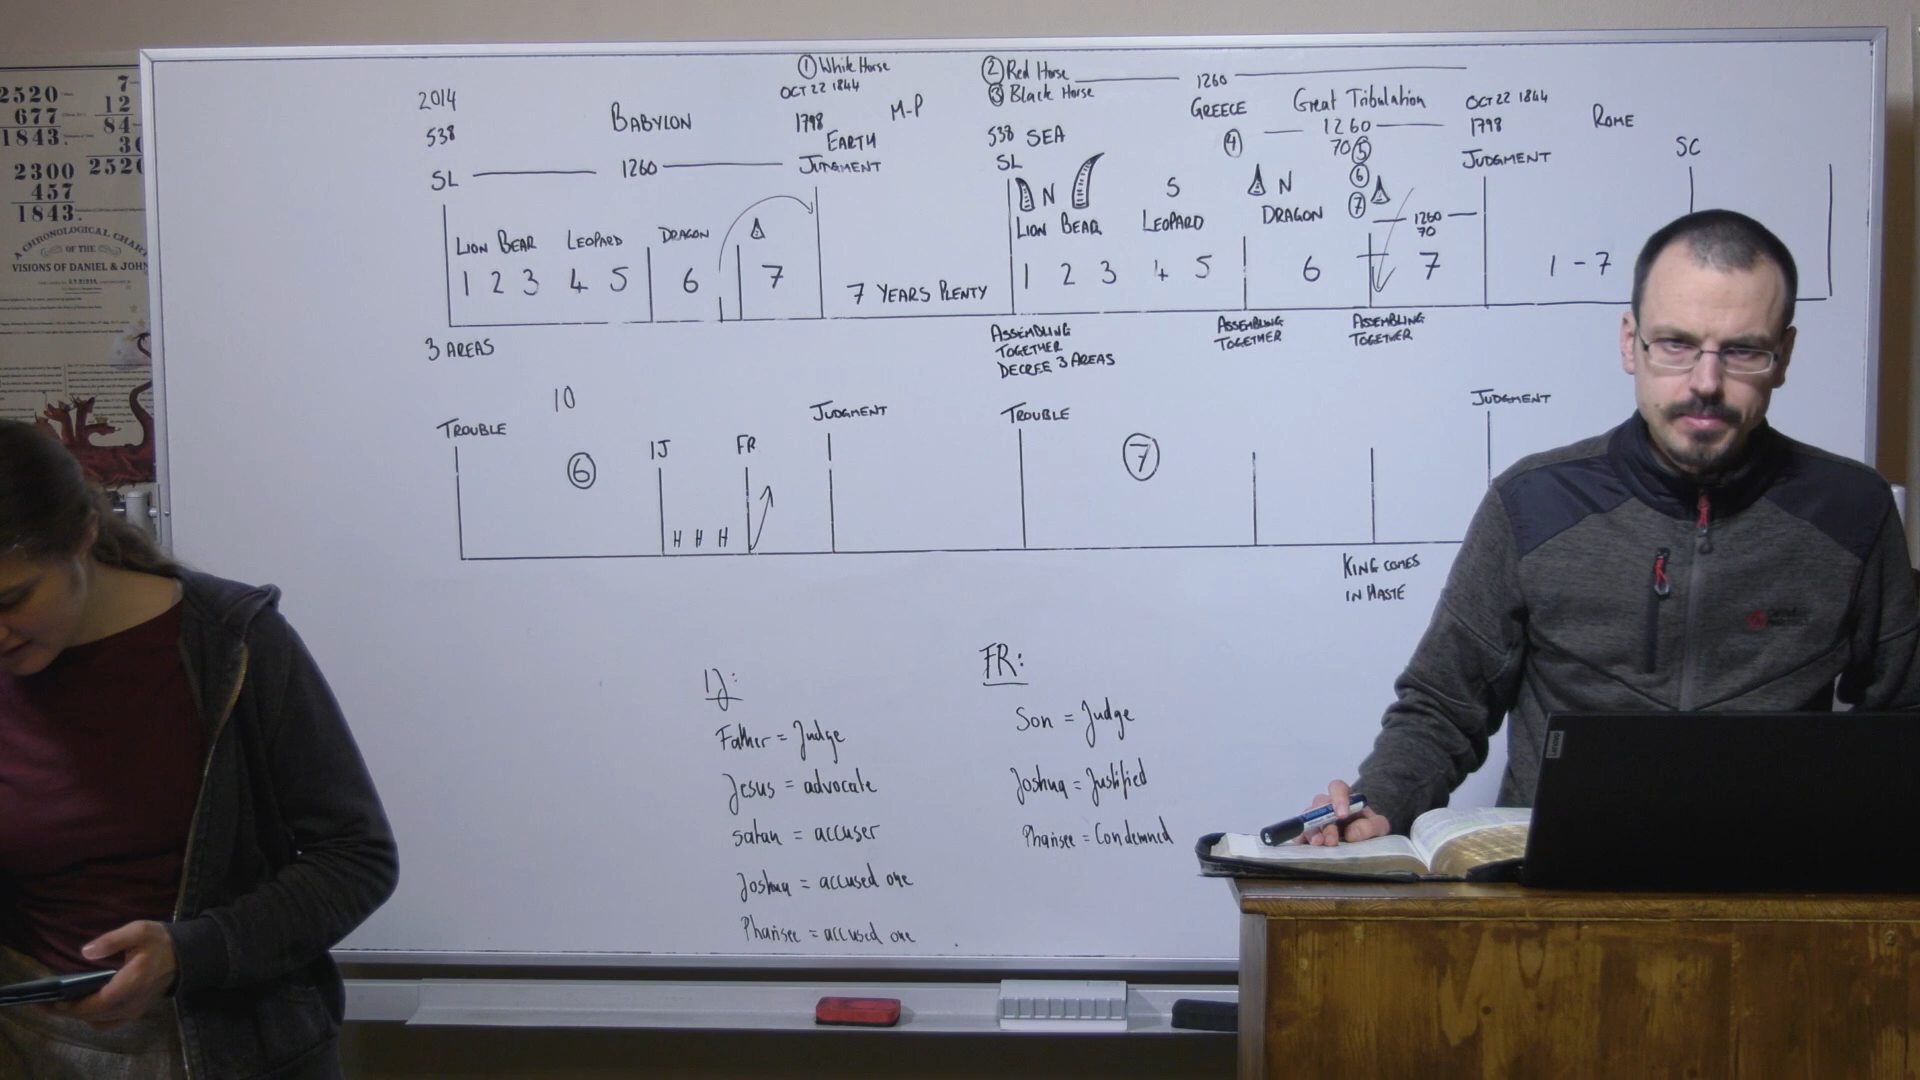 2520
677
1843.
2300
457
1843.
7
12
84
2520
A CHRONOLOGICAL CHART
OF THE
VISIONS OF DANIEL & JOHN
2014
538
BABYLON
① White Horse
OCT 22 1844
1798
EARTH
M-P
SL
1260
JUDGMENT
LION BEAR LEOPARD DRAGON
1 2 3 4 5 6 7
3 AREAS
7 YEARS PLENTY
② Red Horse
③ Black Horse
1260
GREECE
Great Tribulation
OCT 22 1844
1798
ROME
538 SEA
④
1260
70 ⑤
⑥
⑦
SL
JUDGMENT
SC
N
S
N
LION BEAR LEOPARD DRAGON
1260
70
1 2 3 4 5 6 7
1-7
ASSEMBLING
TOGETHER
DECREE 3 AREAS
ASSEMBLING
TOGETHER
ASSEMBLING
TOGETHER
10
TROUBLE
⑥
IJ
FR
JUDGMENT
H H H
TROUBLE
⑦
JUDGMENT
KING COMES
IN HASTE
IJ:
Father = Judge
Jesus = advocate
satan = accuser
Joshua = accused one
Pharisee = accused one
FR:
Son = Judge
Joshua = Justified
Pharisee = Condemned
Lenovo